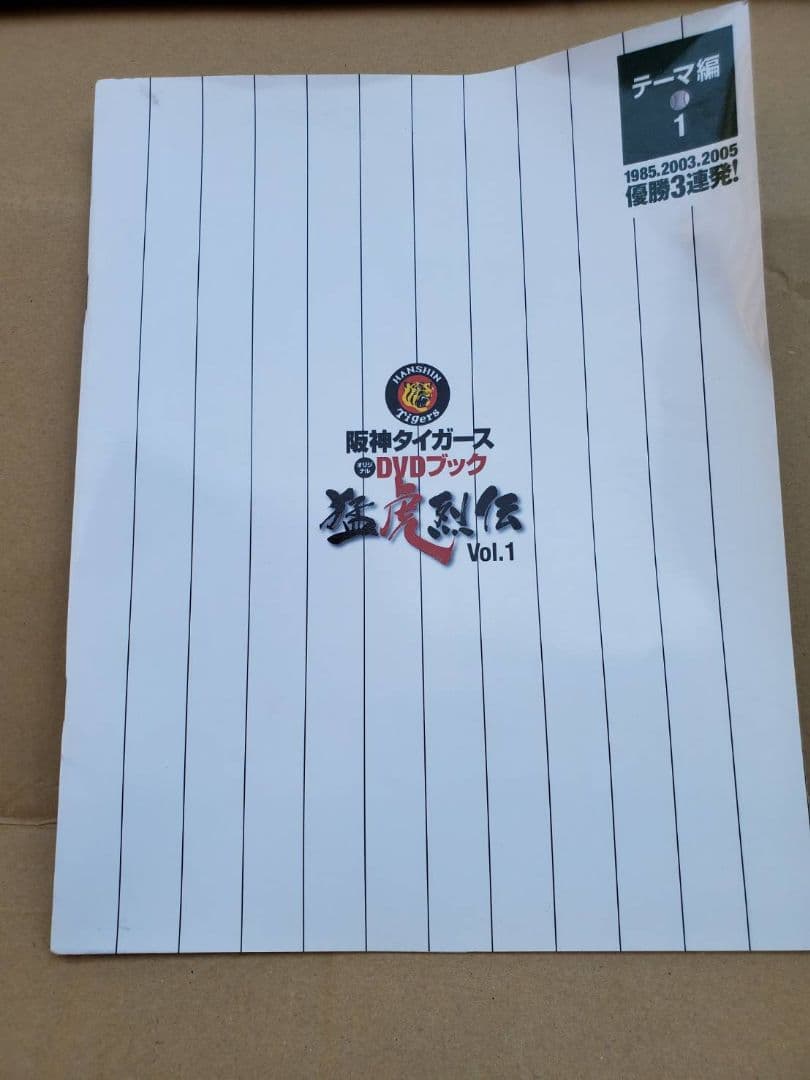 テーマ編
1
1985.2003.2005
優勝3連発!
HANSHIN
Tigers
阪神タイガース
オリジナル DVDブック
猛虎烈伝
Vol.1